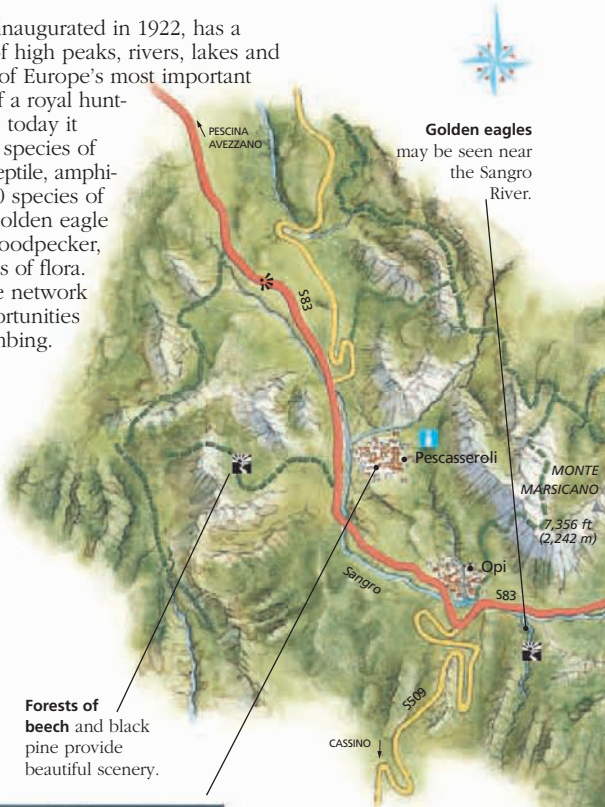 naugurated in 1922, has a
of high peaks, rivers, lakes and
of Europe's most important
f a royal hunt-
today it
species of
eptile, amphi-
0 species of
olden eagle
oodpecker,
s of flora.
e network
ortunities
mbing.
PESCINA
AVEZZANO
Golden eagles
may be seen near
the Sangro
River.
S83
Pescasseroli
MONTE
MARSICANO
7,356 ft
(2,242 m)
Opi
Sangro
S83
S509
Forests of
beech and black
pine provide
beautiful scenery.
CASSINO